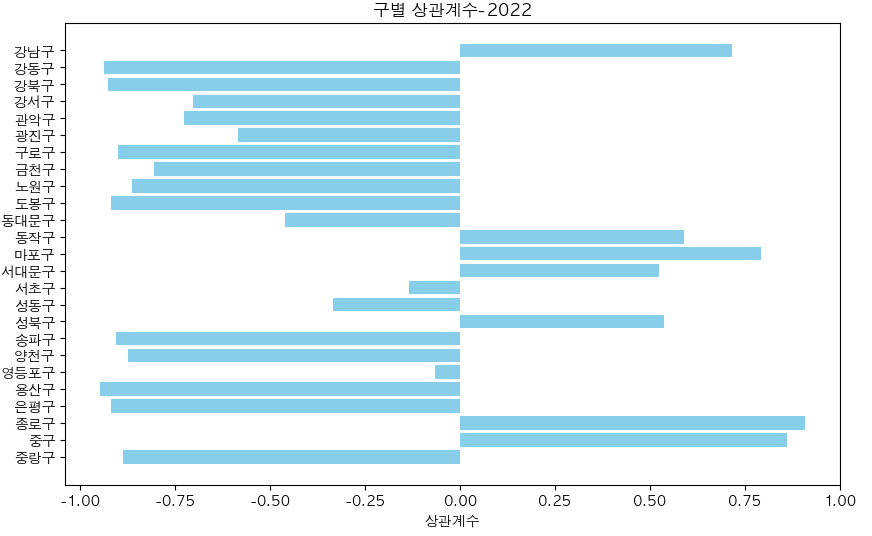 구별 상관계수-2022
강남구
강동구
강북구
강서구
관악구
광진구
구로구
금천구
노원구
도봉구
동대문구
동작구
마포구
서대문구
서초구
성동구
성북구
송파구
양천구
영등포구
용산구
은평구
종로구
중구
중랑구
-1.00 -0.75 -0.50 -0.25 0.00 0.25 0.50 0.75 1.00
상관계수